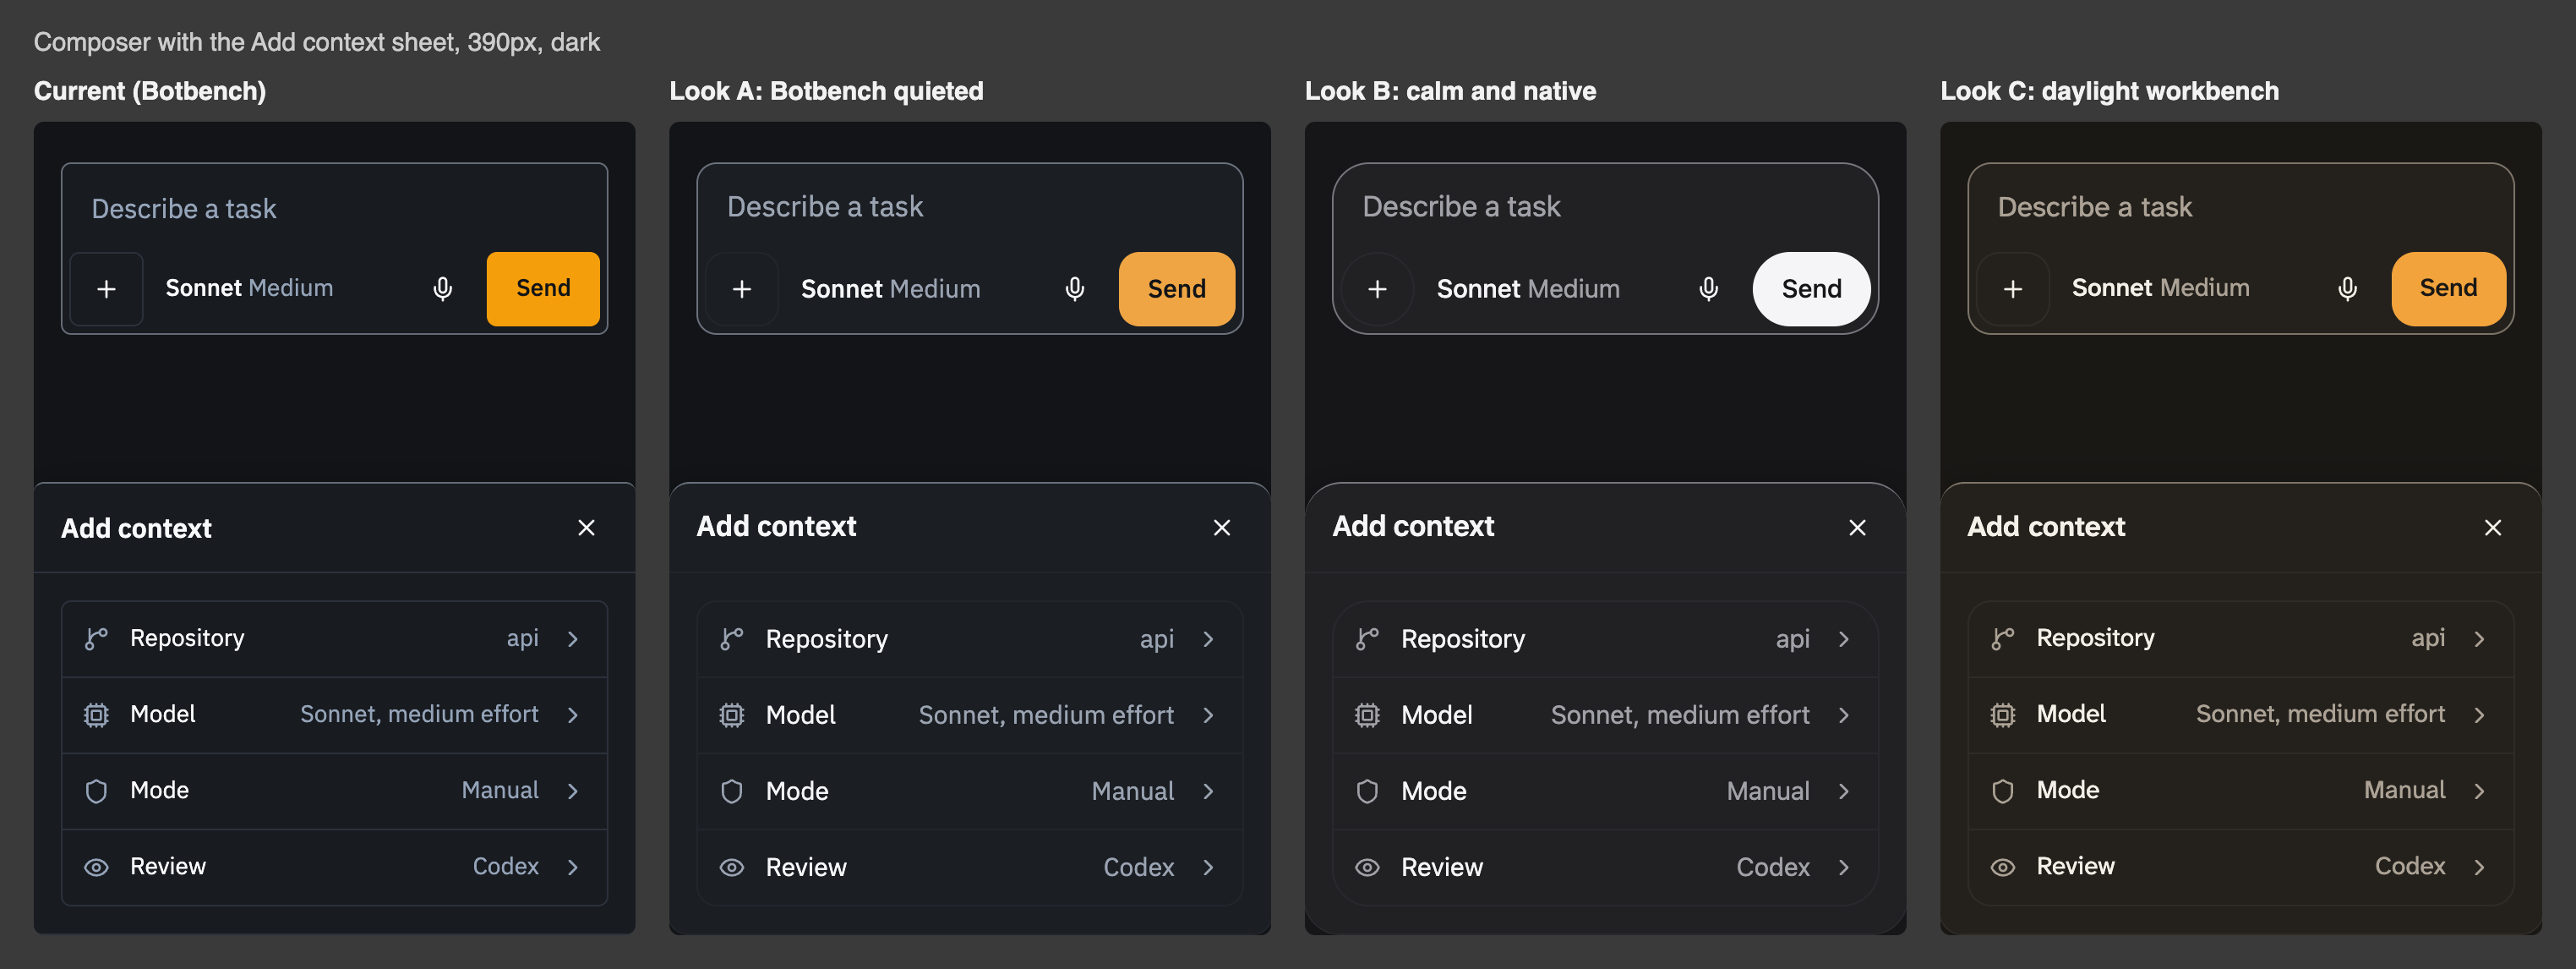 Composer with the Add context sheet, 390px, dark
Current (Botbench)
Describe a task
Sonnet Medium
Send
Add context
Repository api
Model Sonnet, medium effort
Mode Manual
Review Codex
Look A: Botbench quieted
Describe a task
Sonnet Medium
Send
Add context
Repository api
Model Sonnet, medium effort
Mode Manual
Review Codex
Look B: calm and native
Describe a task
Sonnet Medium
Send
Add context
Repository api
Model Sonnet, medium effort
Mode Manual
Review Codex
Look C: daylight workbench
Describe a task
Sonnet Medium
Send
Add context
Repository api
Model Sonnet, medium effort
Mode Manual
Review Codex